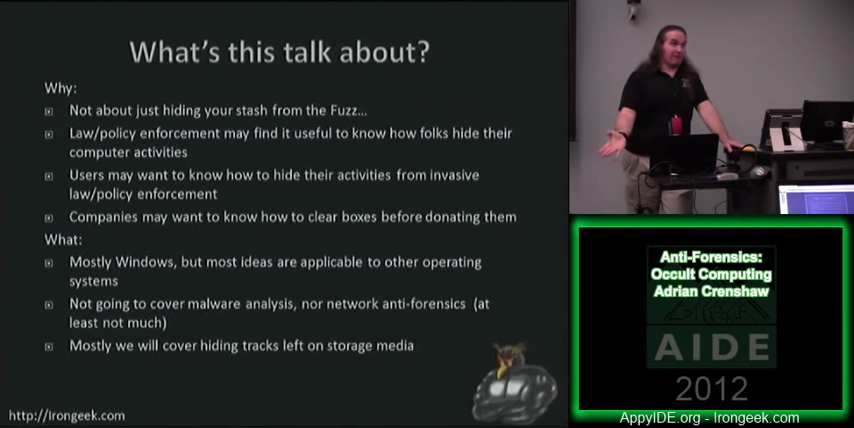 What's this talk about?
Why:
Not about just hiding your stash from the Fuzz...
Law/policy enforcement may find it useful to know how folks hide their
computer activities
Users may want to know how to hide their activities from invasive
law/policy enforcement
Companies may want to know how to clear boxes before donating them
What:
Mostly Windows, but most ideas are applicable to other operating
systems
Not going to cover malware analysis, nor network anti-forensics (at
least not much)
Mostly we will cover hiding tracks left on storage media
http://Irongeek.com
Anti-Forensics:
Occult Computing
Adrian Crenshaw
AIDE
2012
AppyIDE.org - Irongeek.com